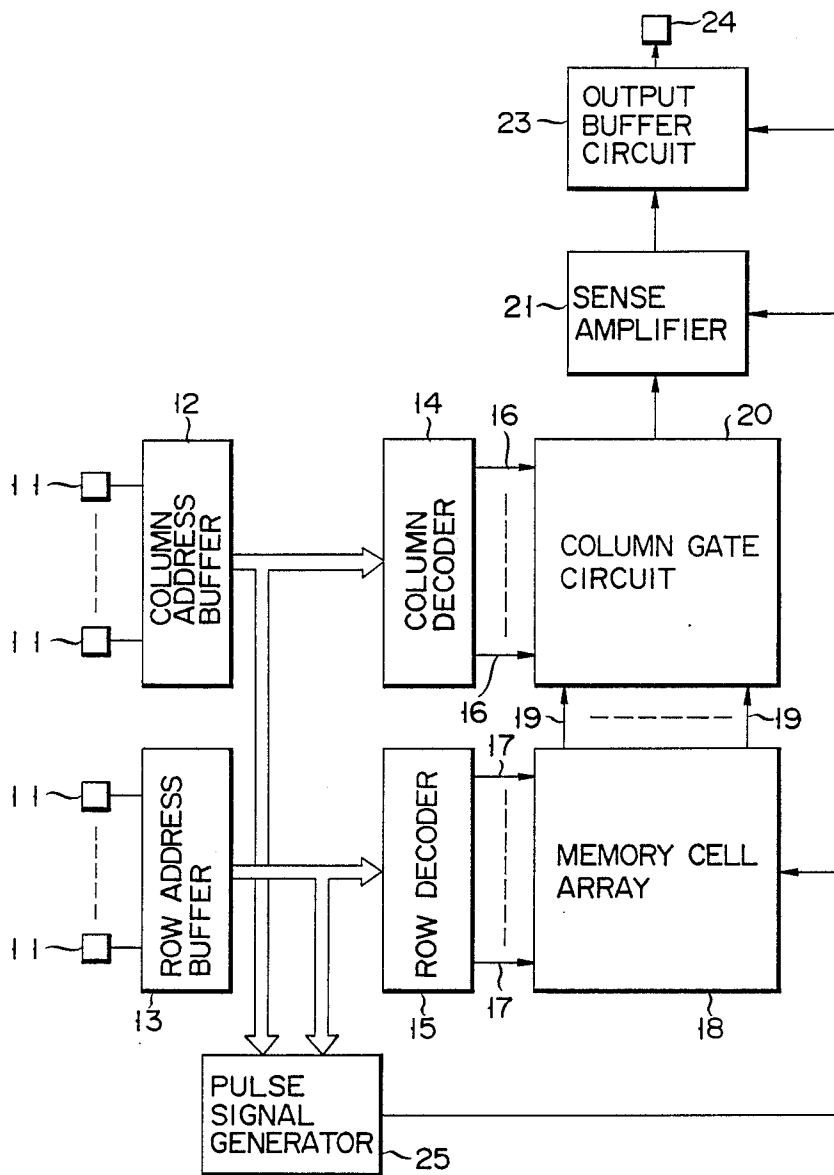 24
OUTPUT
BUFFER
CIRCUIT
23
SENSE
AMPLIFIER
21
12
14
16
20
11
COLUMN
ADDRESS
BUFFER
COLUMN
DECODER
COLUMN GATE
CIRCUIT
11
16
19
19
17
11
ROW ADDRESS
BUFFER
ROW DECODER
MEMORY CELL
ARRAY
11
13
15
17
18
PULSE
SIGNAL
GENERATOR
25